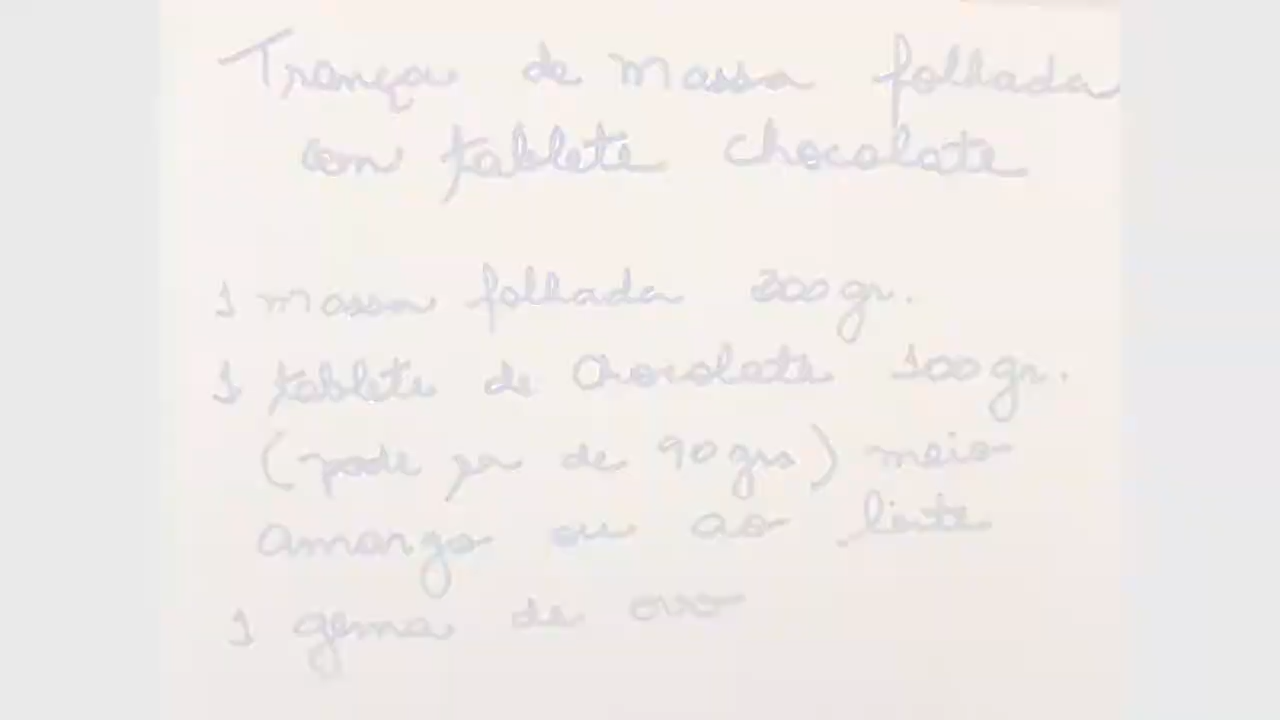 Trança de massa folhada
com tablete chocolate
1 massa folhada 300 gr.
1 tablete de Chocolate 100 gr.
(pode ser de 90 grs) meio
amargo ou ao leite
1 gema de ovo